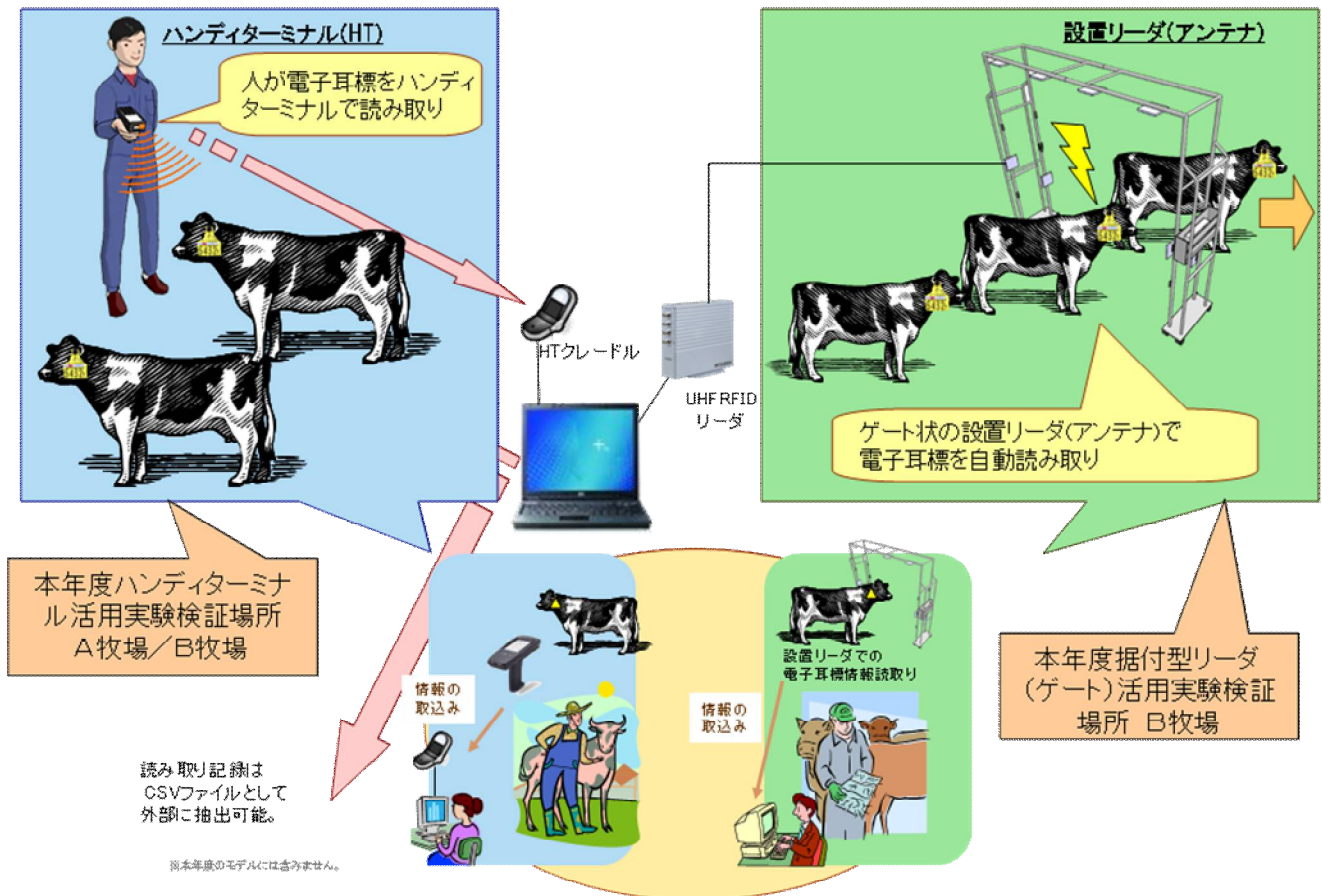 ハンディターミナル(HT)
人が電子耳標をハンディ
ターミナルで読み取り
設置リーダ(アンテナ)
ゲート状の設置リーダ(アンテナ)で
電子耳標を自動読み取り
HTクレードル
UHF RFID
リーダ
本年度ハンディターミナ
ル活用実験検証場所
A牧場／B牧場
本年度据付型リーダ
(ゲート)活用実験検証
場所 B牧場
情報の
取込み
設置リーダでの
電子耳標情報読取り
情報の
取込み
読み取り記録は
CSVファイルとして
外部に抽出可能。
※本年度のモデルには含みません。